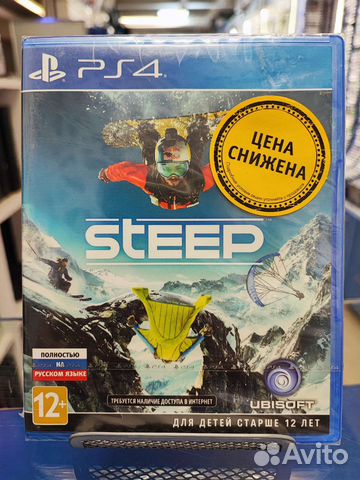 PS4
ЦЕНА
СНИЖЕНА
STEEP
ПОЛНОСТЬЮ
НА
РУССКОМ ЯЗЫКЕ
12+
ТРЕБУЕТСЯ НАЛИЧИЕ ДОСТУПА В ИНТЕРНЕТ
UBISOFT
ДЛЯ ДЕТЕЙ СТАРШЕ 12 ЛЕТ
Avito